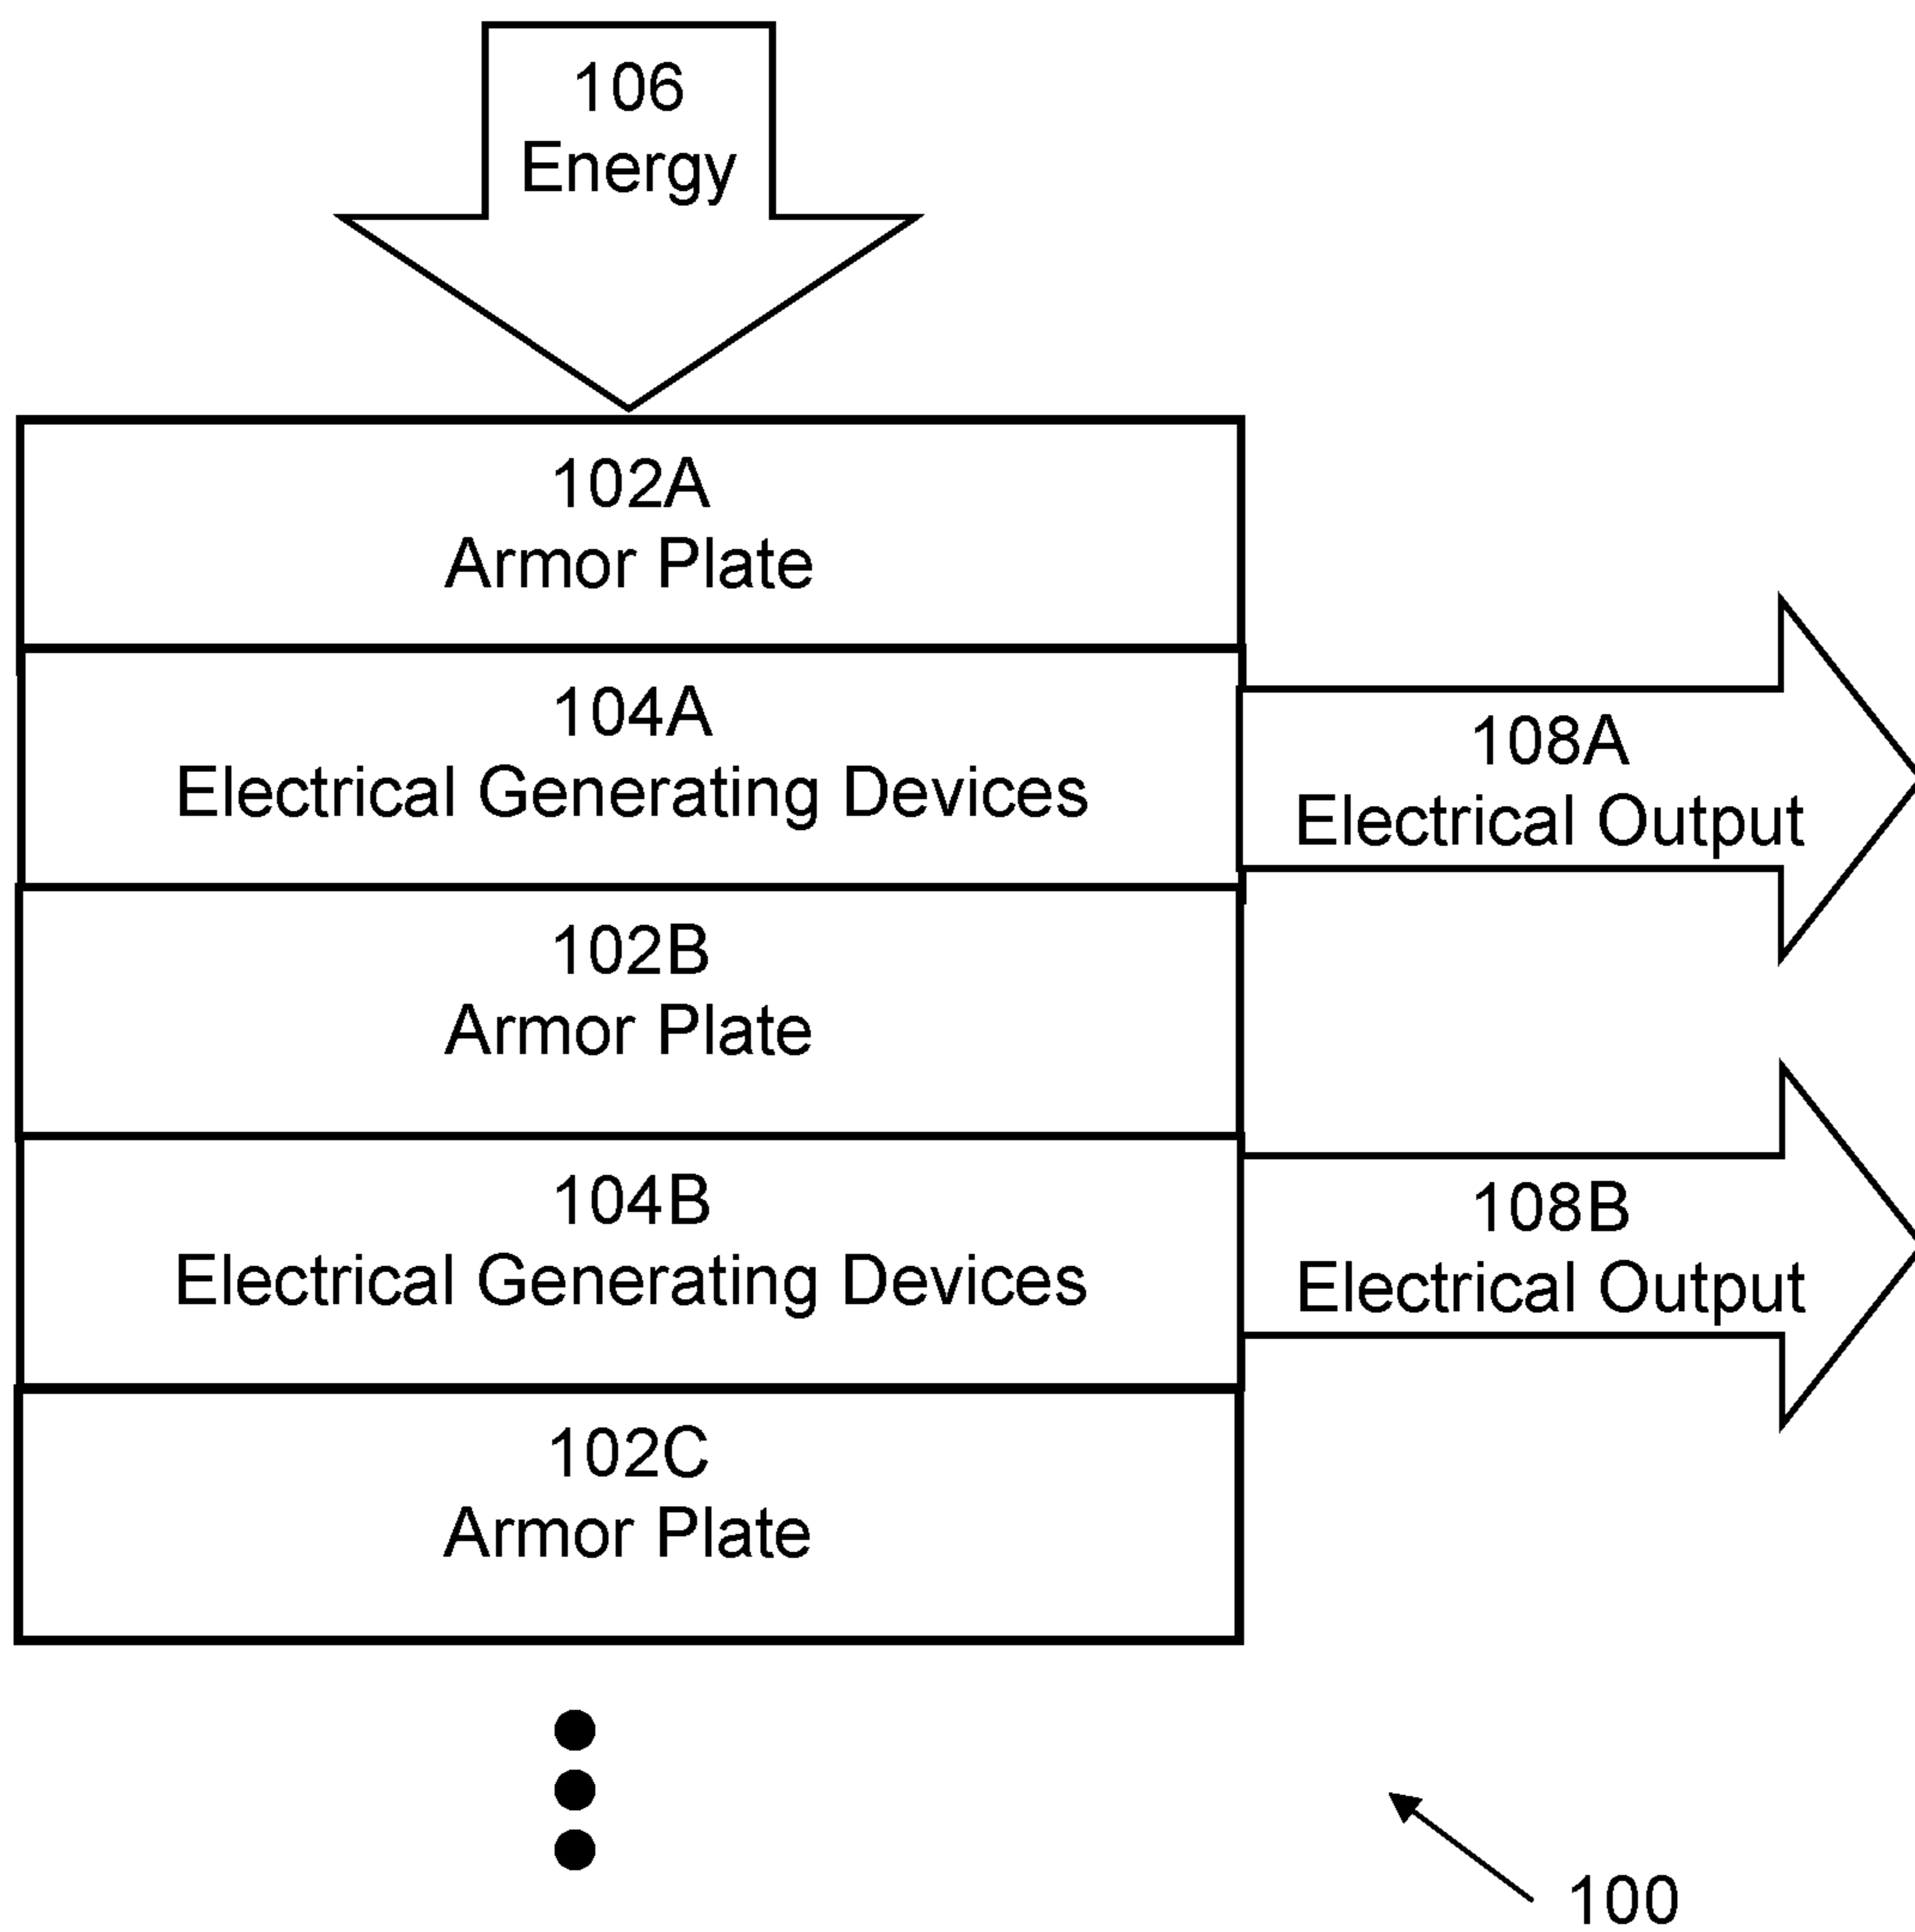 106
Energy
102A
Armor Plate
104A
Electrical Generating Devices
108A
Electrical Output
102B
Armor Plate
104B
Electrical Generating Devices
108B
Electrical Output
102C
Armor Plate
100